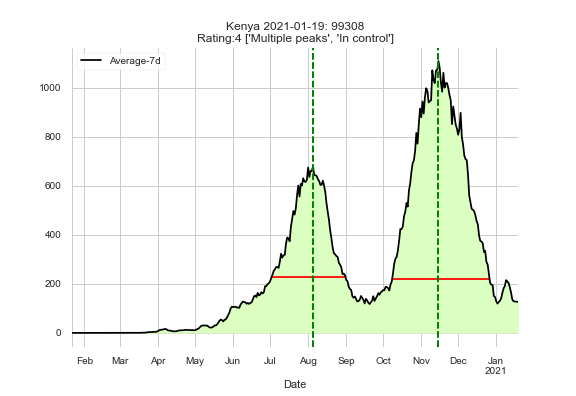 Kenya 2021-01-19: 99308
Rating:4 ['Multiple peaks', 'In control']
Average-7d
1000
800
600
400
200
0
Feb Mar Apr May Jun Jul Aug Sep Oct Nov Dec Jan
2021
Date